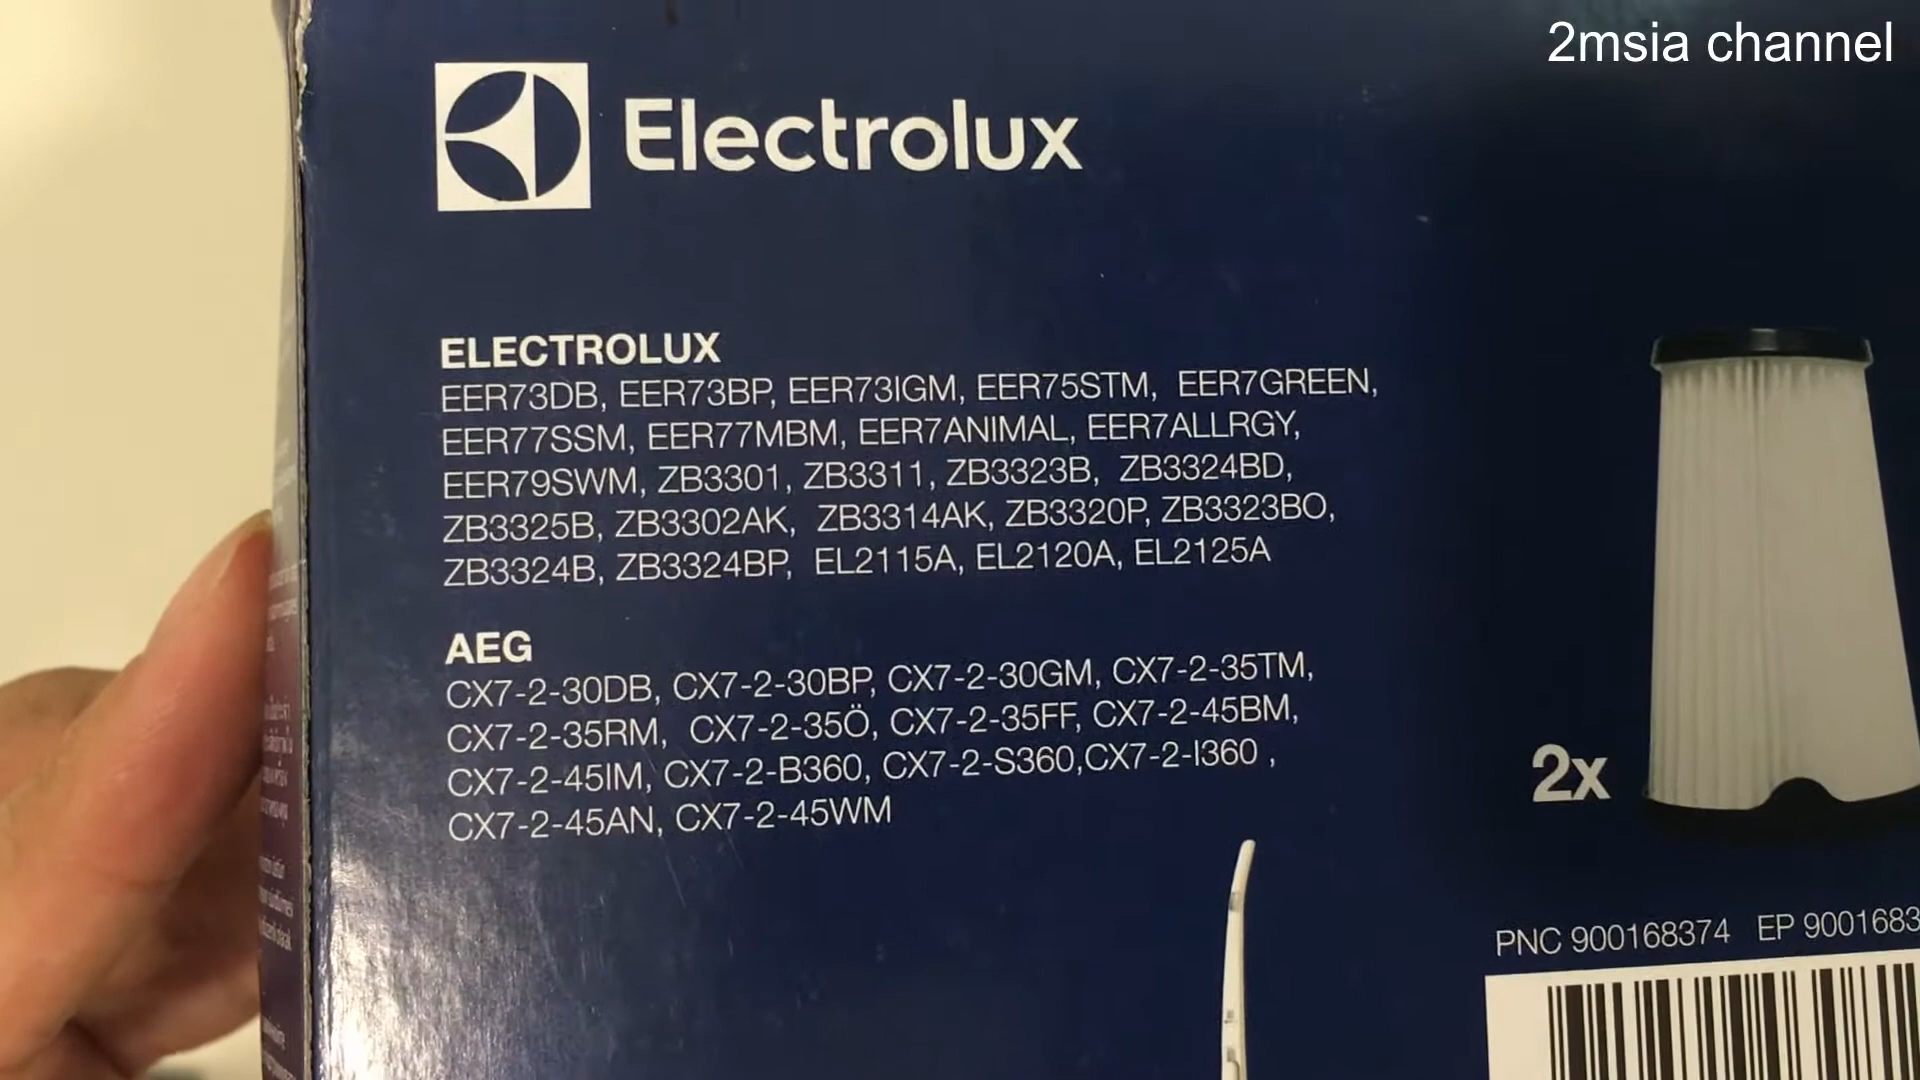 2msia channel
Electrolux
ELECTROLUX
EER73DB, EER73BP, EER73IGM, EER75STM, EER7GREEN,
EER77SSM, EER77MBM, EER7ANIMAL, EER7ALLRGY,
EER79SWM, ZB3301, ZB3311, ZB3323B, ZB3324BD,
ZB3325B, ZB3302AK, ZB3314AK, ZB3320P, ZB3323BO,
ZB3324B, ZB3324BP, EL2115A, EL2120A, EL2125A
AEG
CX7-2-30DB, CX7-2-30BP, CX7-2-30GM, CX7-2-35TM,
CX7-2-35RM, CX7-2-35Ö, CX7-2-35FF, CX7-2-45BM,
CX7-2-45IM, CX7-2-B360, CX7-2-S360,CX7-2-I360 ,
CX7-2-45AN, CX7-2-45WM
2x
PNC 900168374 EP 9001683